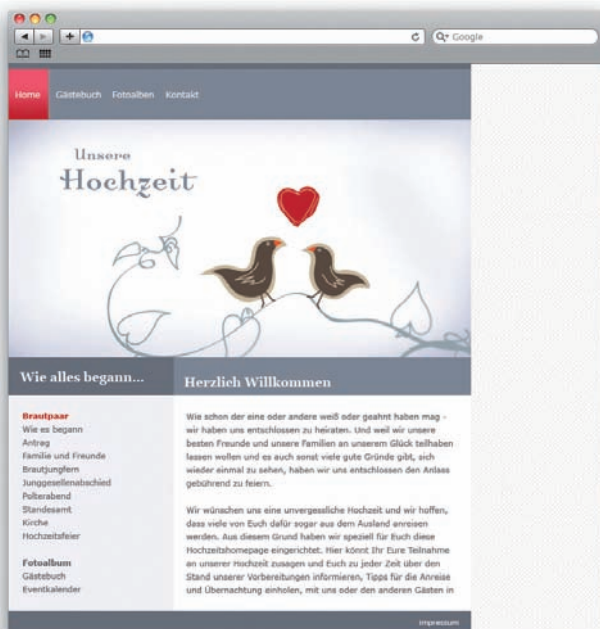 Google
Home Gästebuch Fotoalben Kontakt
Unsere
Hochzeit
Wie alles begann...
Herzlich Willkommen
Brautpaar
Wie es begann
Antrag
Familie und Freunde
Brautjungfern
Junggesellenabschied
Polterabend
Standesamt
Kirche
Hochzeitsfeier
Fotoalbum
Gästebuch
Eventkalender
Wie schon der eine oder andere weiß oder geahnt haben mag -
wir haben uns entschlossen zu heiraten. Und weil wir unsere
besten Freunde und unsere Familien an unserem Glück teilhaben
lassen wollen und es auch sonst viele gute Gründe gibt, sich
wieder einmal zu sehen, haben wir uns entschlossen den Anlass
gebührend zu feiern.
Wir wünschen uns eine unvergessliche Hochzeit und wir hoffen,
dass viele von Euch dafür sogar aus dem Ausland anreisen
werden. Aus diesem Grund haben wir speziell für Euch diese
Hochzeitshomepage eingerichtet. Hier könnt Ihr Eure Teilnahme
an unserer Hochzeit zusagen und Euch zu jeder Zeit über den
Stand unserer Vorbereitungen informieren, Tipps für die Anreise
und Übernachtung einholen, mit uns oder den anderen Gästen in
Impressum